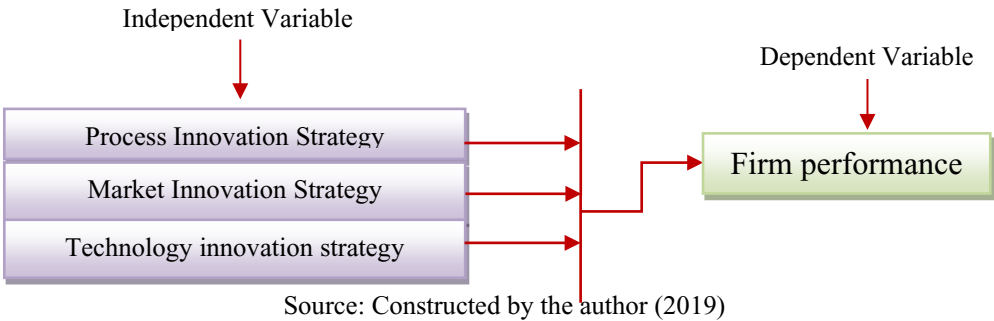 Independent Variable
Dependent Variable
Process Innovation Strategy
Market Innovation Strategy
Technology innovation strategy
Firm performance
Source: Constructed by the author (2019)